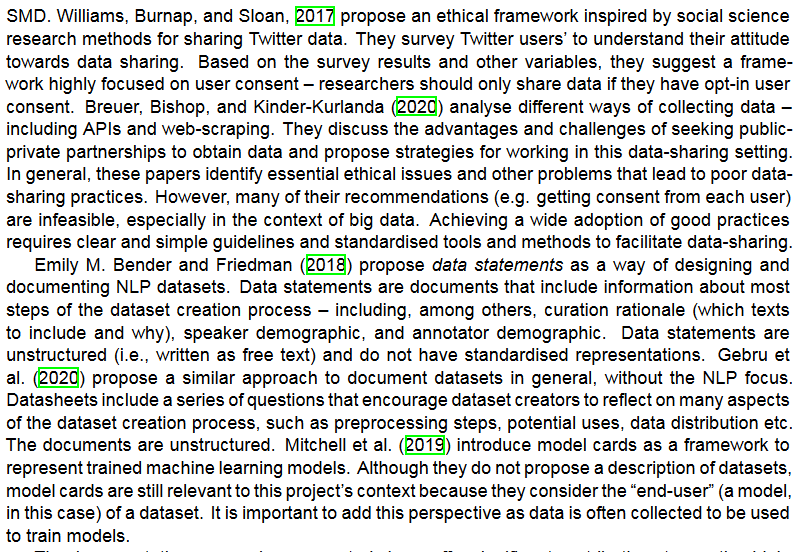 SMD. Williams, Burnap, and Sloan, 2017 propose an ethical framework inspired by social science
research methods for sharing Twitter data. They survey Twitter users' to understand their attitude
towards data sharing. Based on the survey results and other variables, they suggest a frame-
work highly focused on user consent – researchers should only share data if they have opt-in user
consent. Breuer, Bishop, and Kinder-Kurlanda (2020) analyse different ways of collecting data –
including APIs and web-scraping. They discuss the advantages and challenges of seeking public-
private partnerships to obtain data and propose strategies for working in this data-sharing setting.
In general, these papers identify essential ethical issues and other problems that lead to poor data-
sharing practices. However, many of their recommendations (e.g. getting consent from each user)
are infeasible, especially in the context of big data. Achieving a wide adoption of good practices
requires clear and simple guidelines and standardised tools and methods to facilitate data-sharing.
Emily M. Bender and Friedman (2018) propose data statements as a way of designing and
documenting NLP datasets. Data statements are documents that include information about most
steps of the dataset creation process – including, among others, curation rationale (which texts
to include and why), speaker demographic, and annotator demographic. Data statements are
unstructured (i.e., written as free text) and do not have standardised representations. Gebru et
al. (2020) propose a similar approach to document datasets in general, without the NLP focus.
Datasheets include a series of questions that encourage dataset creators to reflect on many aspects
of the dataset creation process, such as preprocessing steps, potential uses, data distribution etc.
The documents are unstructured. Mitchell et al. (2019) introduce model cards as a framework to
represent trained machine learning models. Although they do not propose a description of datasets,
model cards are still relevant to this project's context because they consider the “end-user” (a model,
in this case) of a dataset. It is important to add this perspective as data is often collected to be used
to train models.